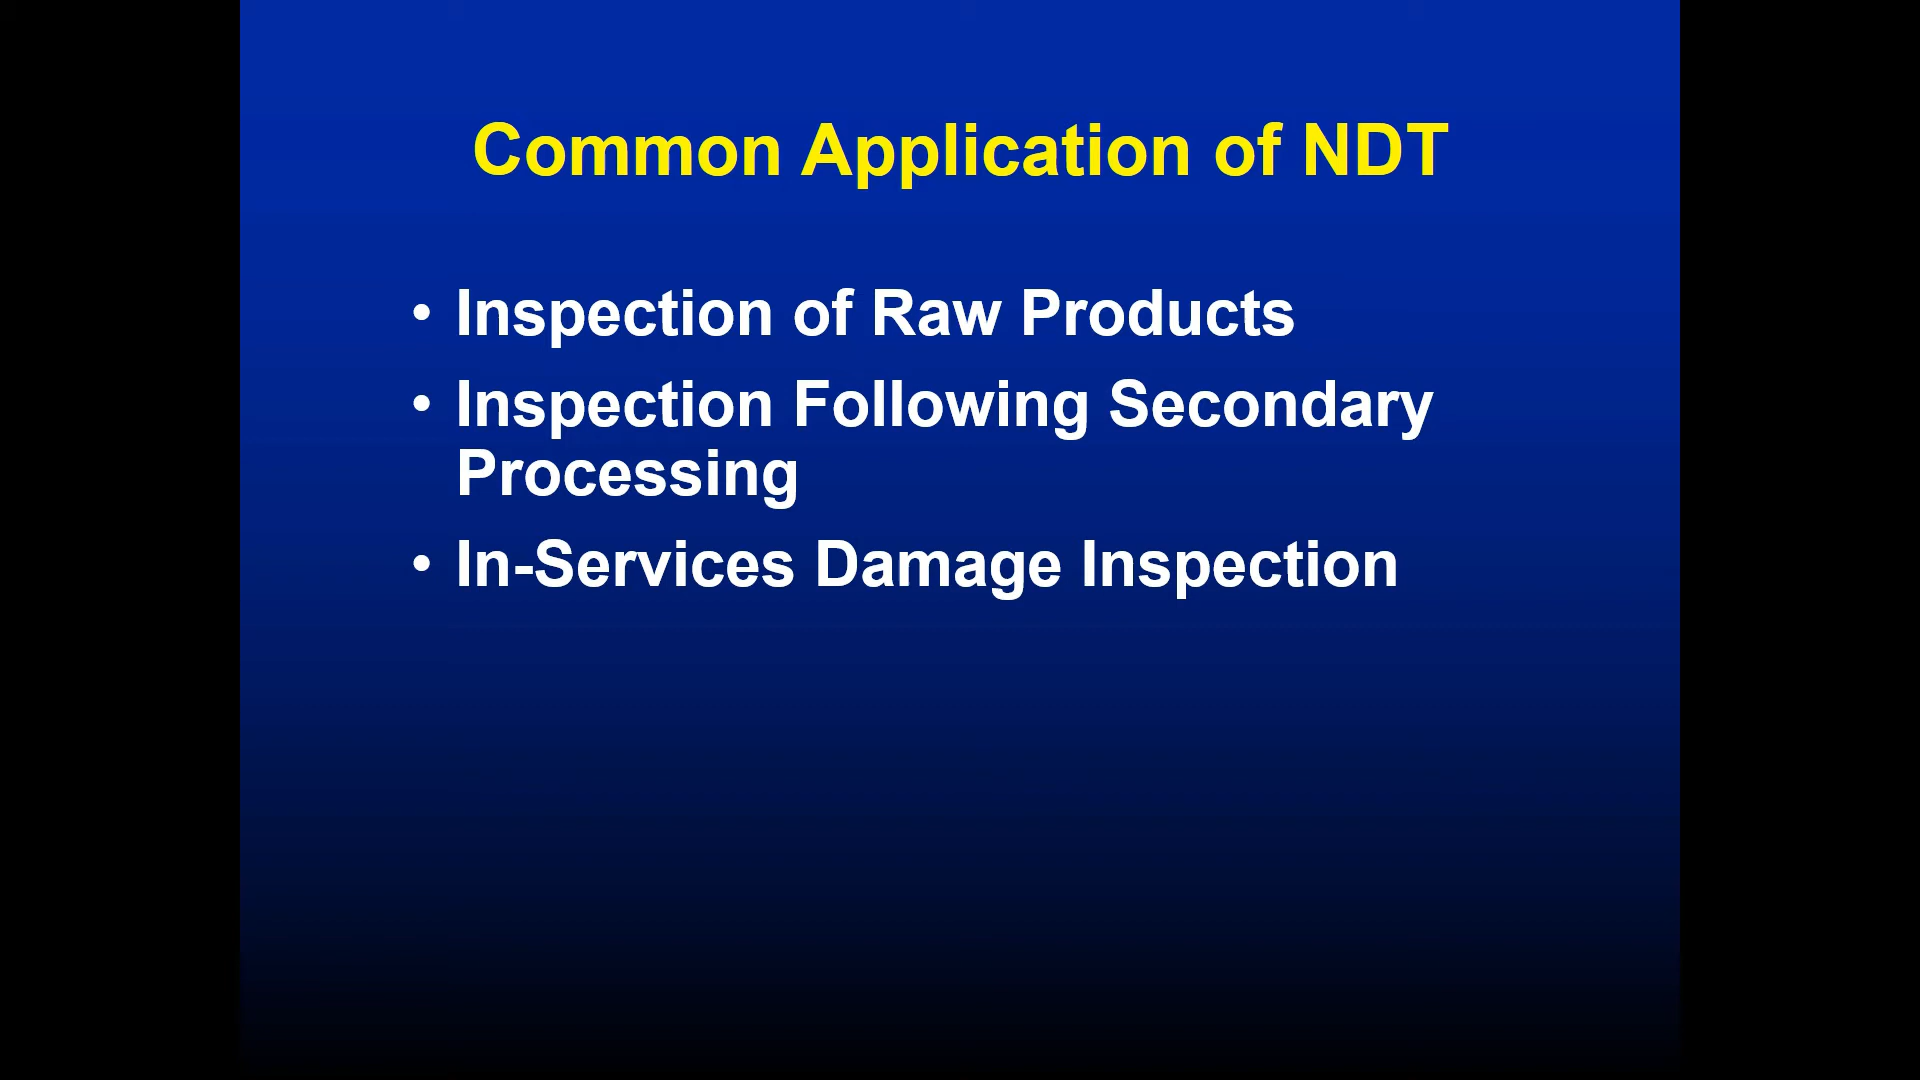 Common Application of NDT
• Inspection of Raw Products
• Inspection Following Secondary
Processing
• In-Services Damage Inspection